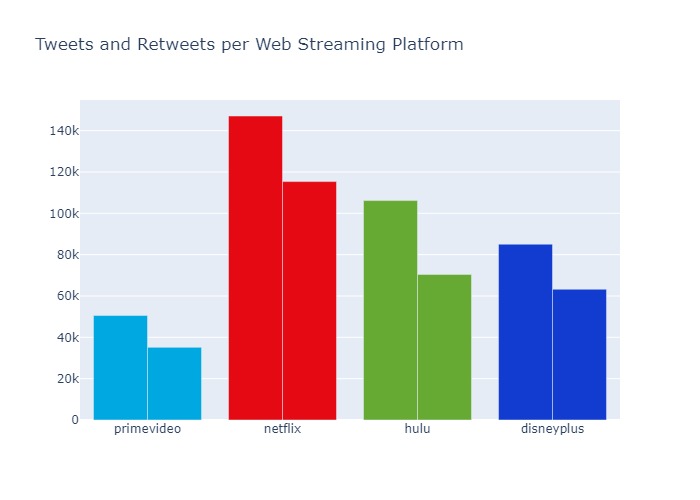 Tweets and Retweets per Web Streaming Platform
140k
120k
100k
80k
60k
40k
20k
0
primevideo netflix hulu disneyplus